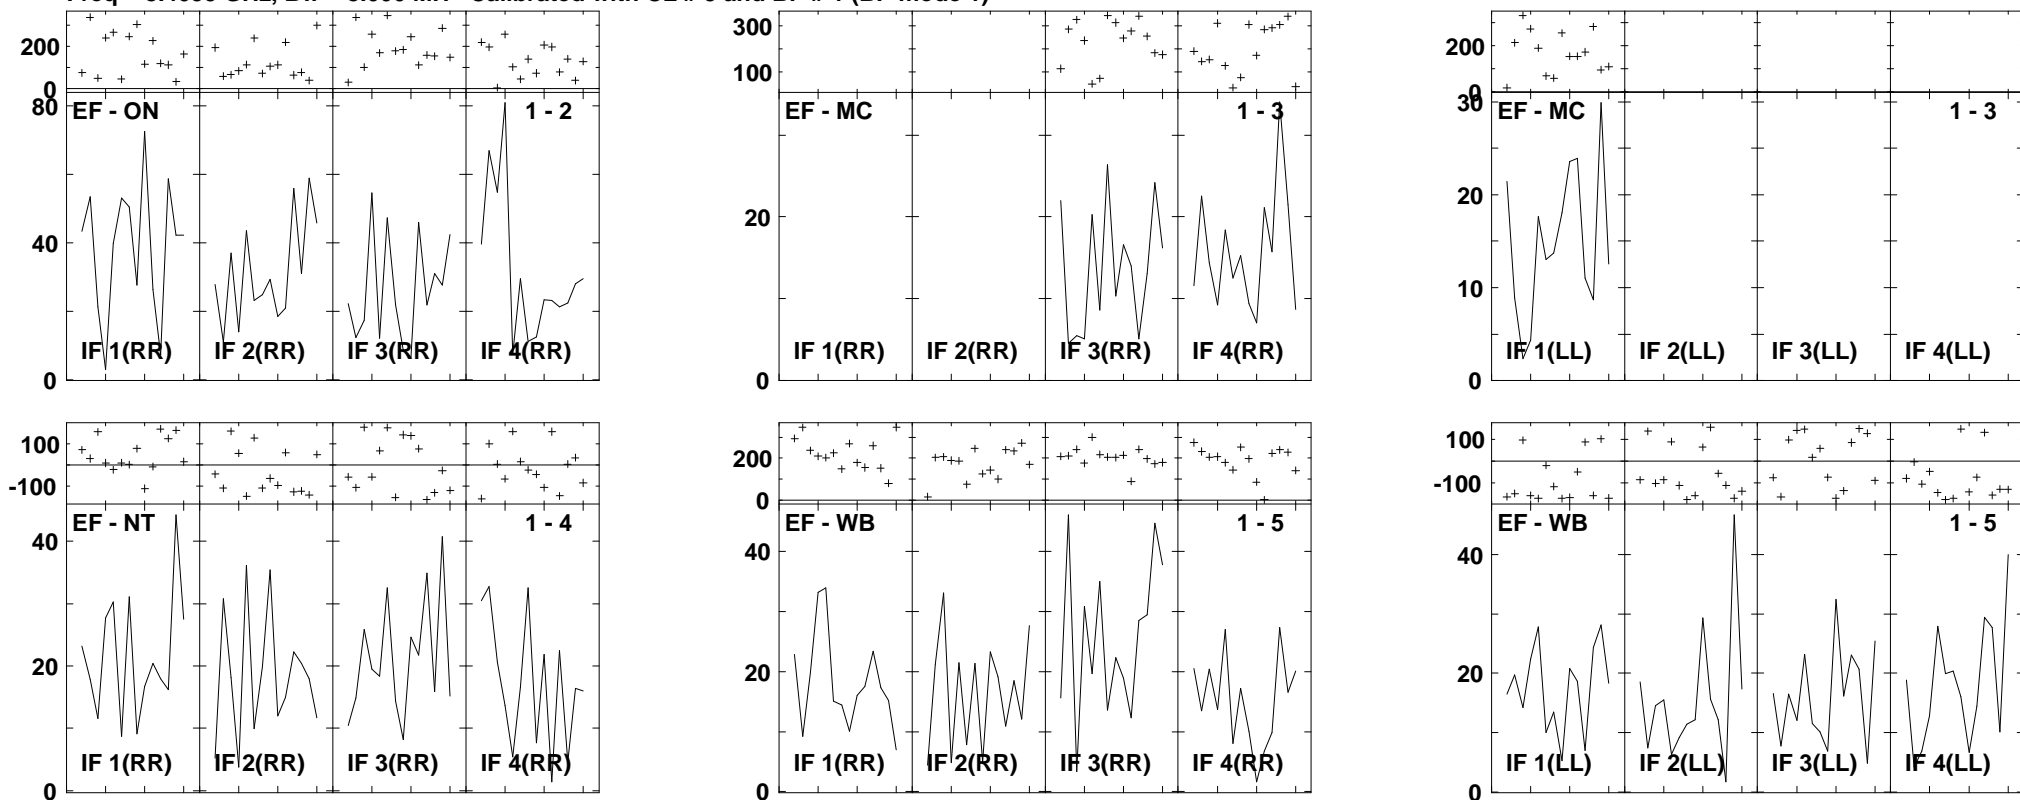 200
0
80
40
0
EF - ON
1 - 2
IF 1(RR)
IF 2(RR)
IF 3(RR)
IF 4(RR)
300
100
20
0
EF - MC
1 - 3
IF 1(RR)
IF 2(RR)
IF 3(RR)
IF 4(RR)
200
0
30
20
10
0
EF - MC
1 - 3
IF 1(LL)
IF 2(LL)
IF 3(LL)
IF 4(LL)
100
-100
40
20
0
EF - NT
1 - 4
IF 1(RR)
IF 2(RR)
IF 3(RR)
IF 4(RR)
200
0
40
20
0
EF - WB
1 - 5
IF 1(RR)
IF 2(RR)
IF 3(RR)
IF 4(RR)
100
-100
40
20
0
EF - WB
1 - 5
IF 1(LL)
IF 2(LL)
IF 3(LL)
IF 4(LL)